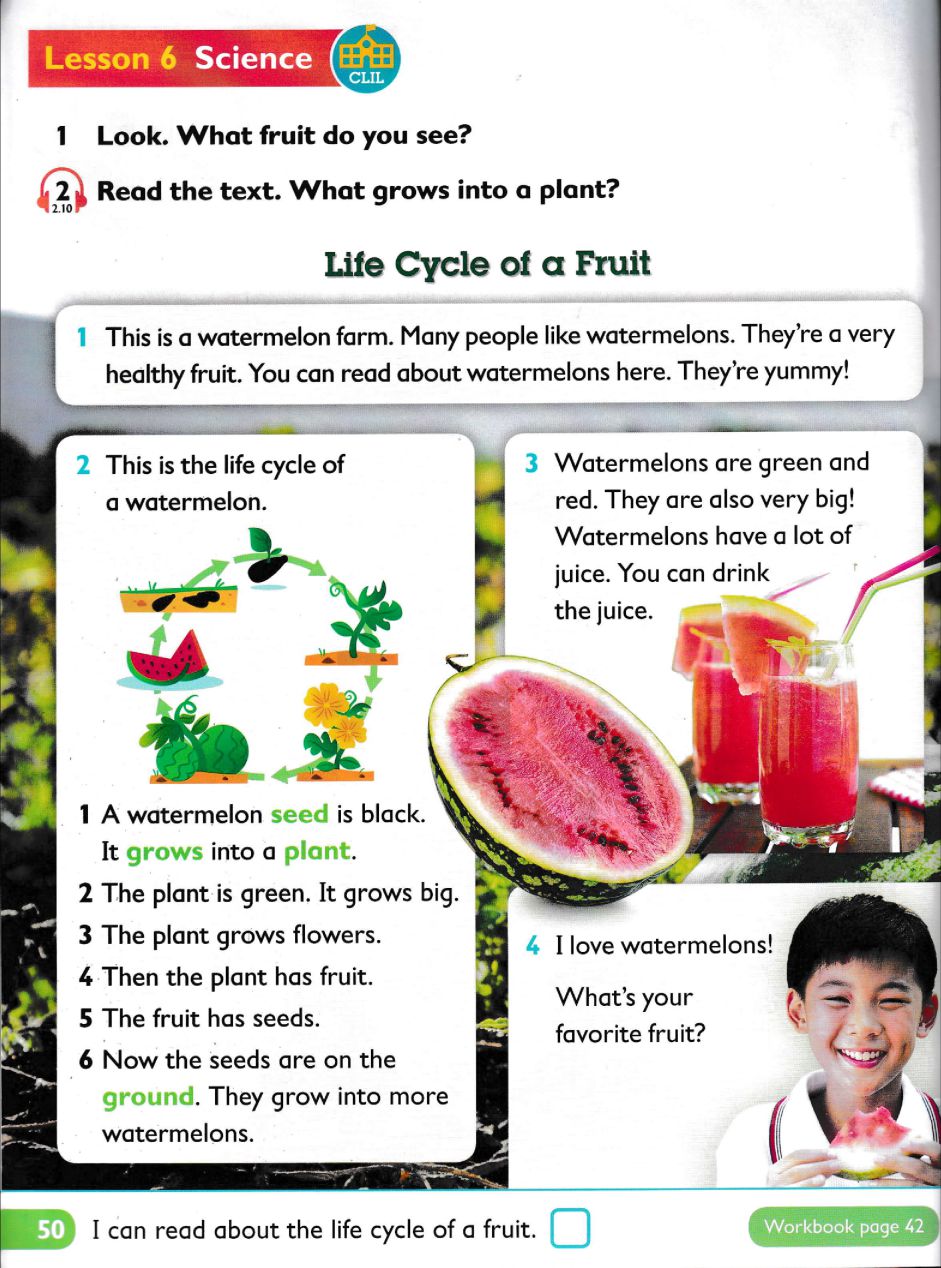 Lesson 6 Science
CLIL
1 Look. What fruit do you see?
2 Read the text. What grows into a plant?
2.10
Life Cycle of a Fruit
1 This is a watermelon farm. Many people like watermelons. They're a very
healthy fruit. You can read about watermelons here. They're yummy!
2 This is the life cycle of
a watermelon.
1 A watermelon seed is black.
It grows into a plant.
2 The plant is green. It grows big.
3 The plant grows flowers.
4 Then the plant has fruit.
5 The fruit has seeds.
6 Now the seeds are on the
ground. They grow into more
watermelons.
3 Watermelons are green and
red. They are also very big!
Watermelons have a lot of
juice. You can drink
the juice.
4 I love watermelons!
What's your
favorite fruit?
50 I can read about the life cycle of a fruit.
Workbook page 42